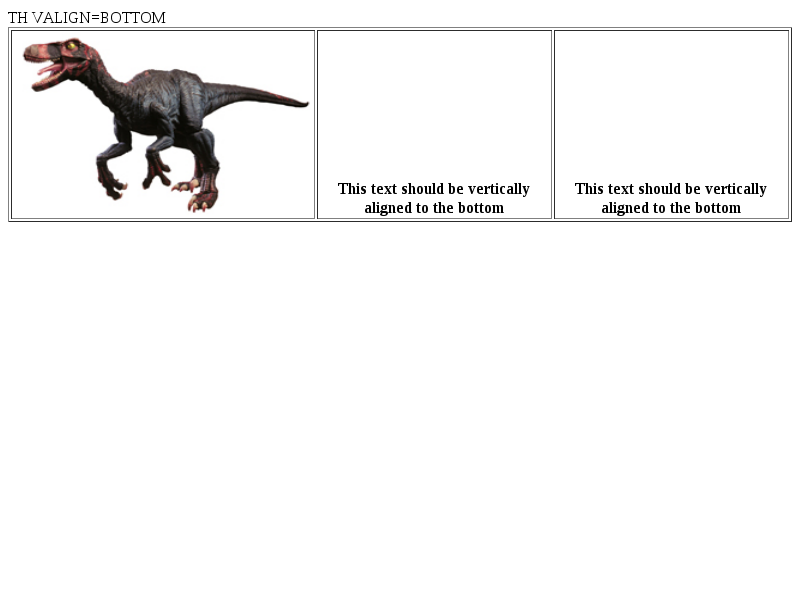 TH VALIGN=BOTTOM
This text should be vertically
aligned to the bottom
This text should be vertically
aligned to the bottom